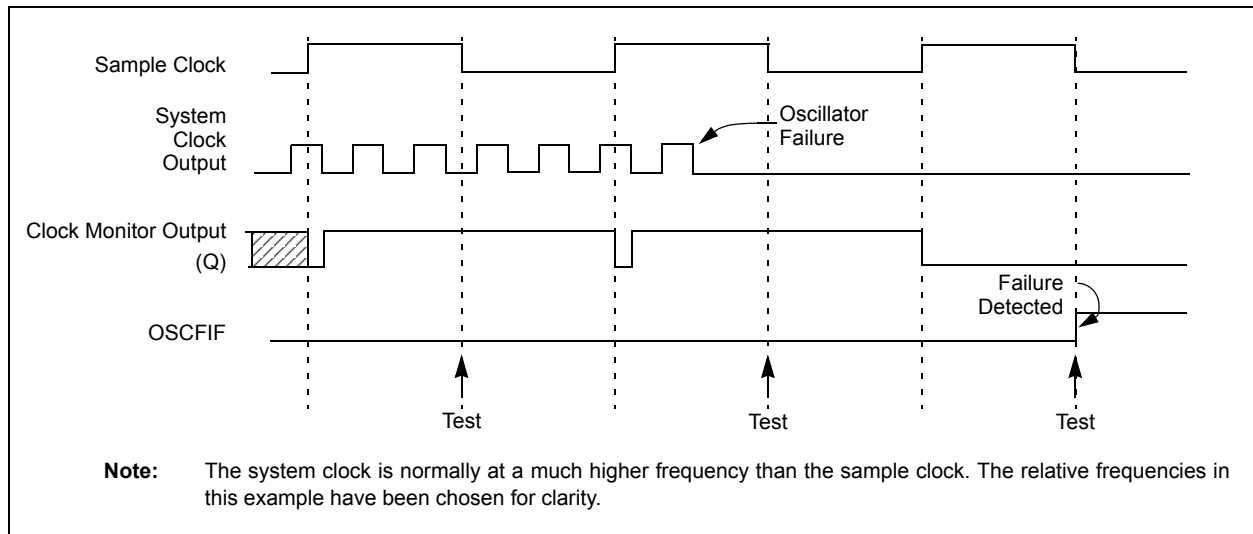 Sample Clock
System
Clock
Output
Oscillator
Failure
Clock Monitor Output
(Q)
Failure
Detected
OSCFIF
Test
Test
Test
Note: The system clock is normally at a much higher frequency than the sample clock. The relative frequencies in
this example have been chosen for clarity.